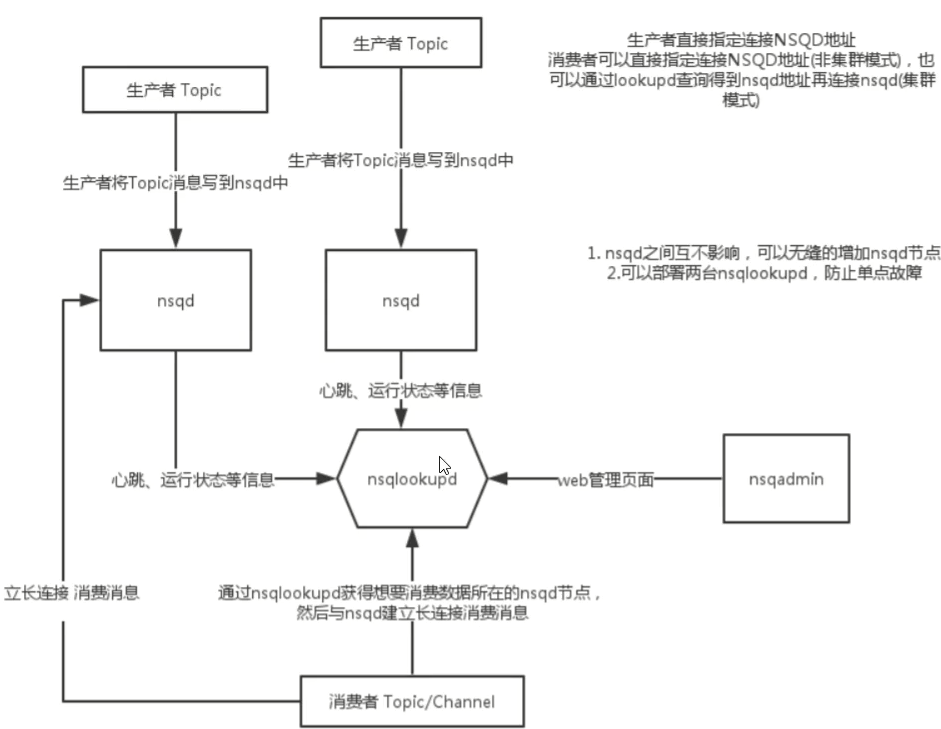 生产者 Topic
生产者直接指定连接NSQD地址
消费者可以直接指定连接NSQD地址(非集群模式)，也
可以通过lookupd查询得到nsqd地址再连接nsqd(集群
模式)
生产者 Topic
生产者将Topic消息写到nsqd中
生产者将Topic消息写到nsqd中
1. nsqd之间互不影响，可以无缝的增加nsqd节点
2.可以部署两台nsqlookupd，防止单点故障
nsqd
nsqd
心跳、运行状态等信息
心跳、运行状态等信息
nsqlookupd
web管理页面
nsqadmin
立长连接 消费消息
通过nsqlookupd获得想要消费数据所在的nsqd节点，
然后与nsqd建立长连接消费消息
消费者 Topic/Channel